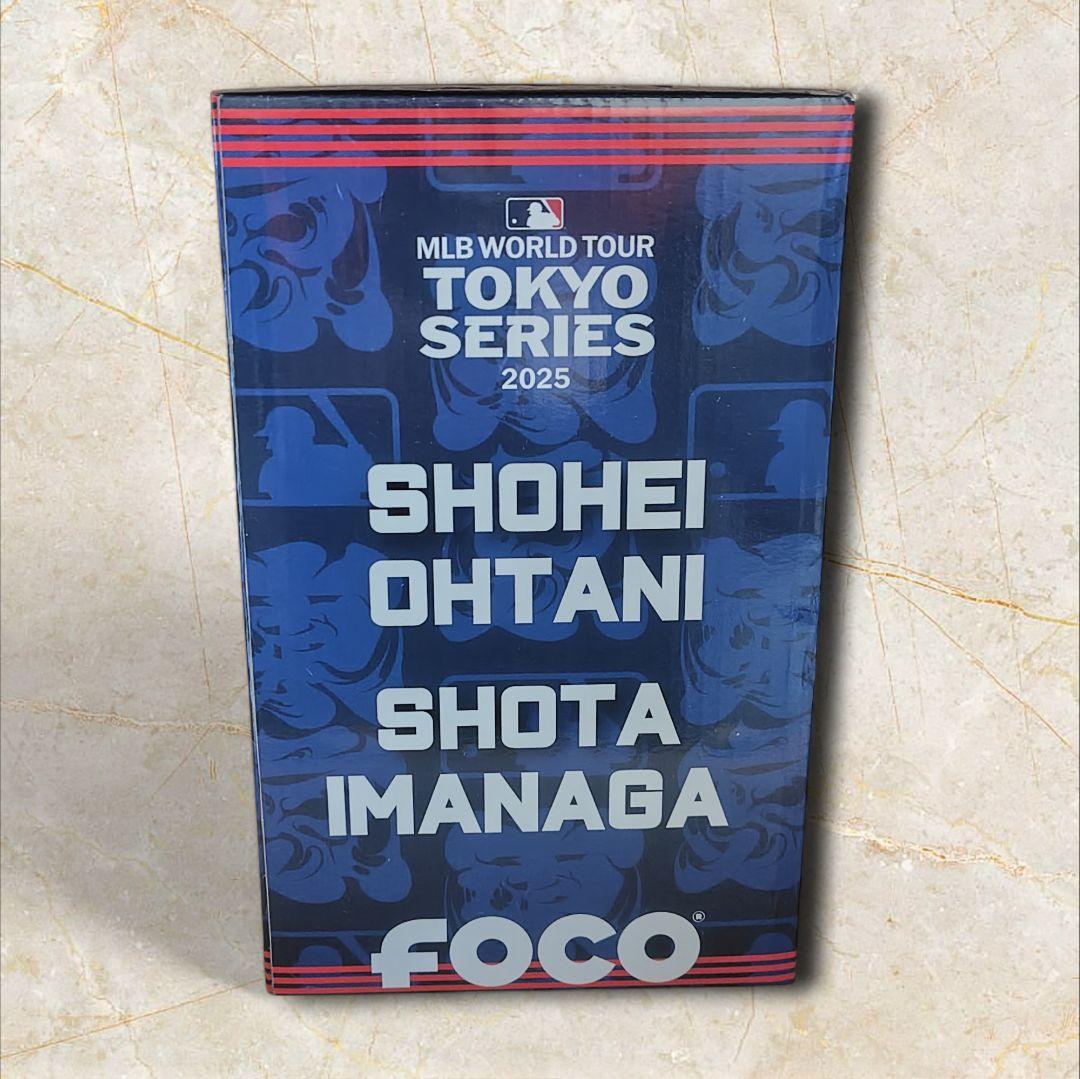 MLB WORLD TOUR
TOKYO
SERIES
2025
SHOHEI
OHTANI
SHOTA
IMANAGA
foco®